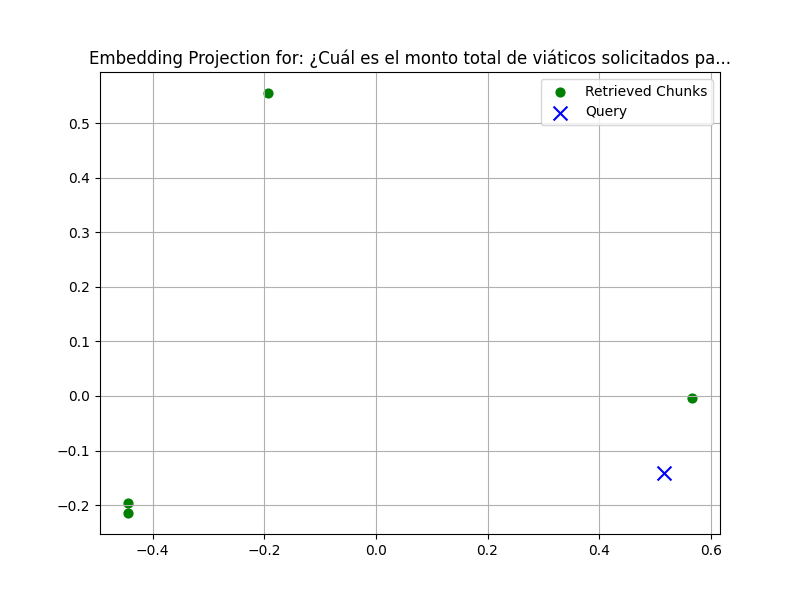 Embedding Projection for: ¿Cuál es el monto total de viáticos solicitados pa...
Retrieved Chunks
Query
0.5
0.4
0.3
0.2
0.1
0.0
−0.1
−0.2
−0.4 −0.2 0.0 0.2 0.4 0.6